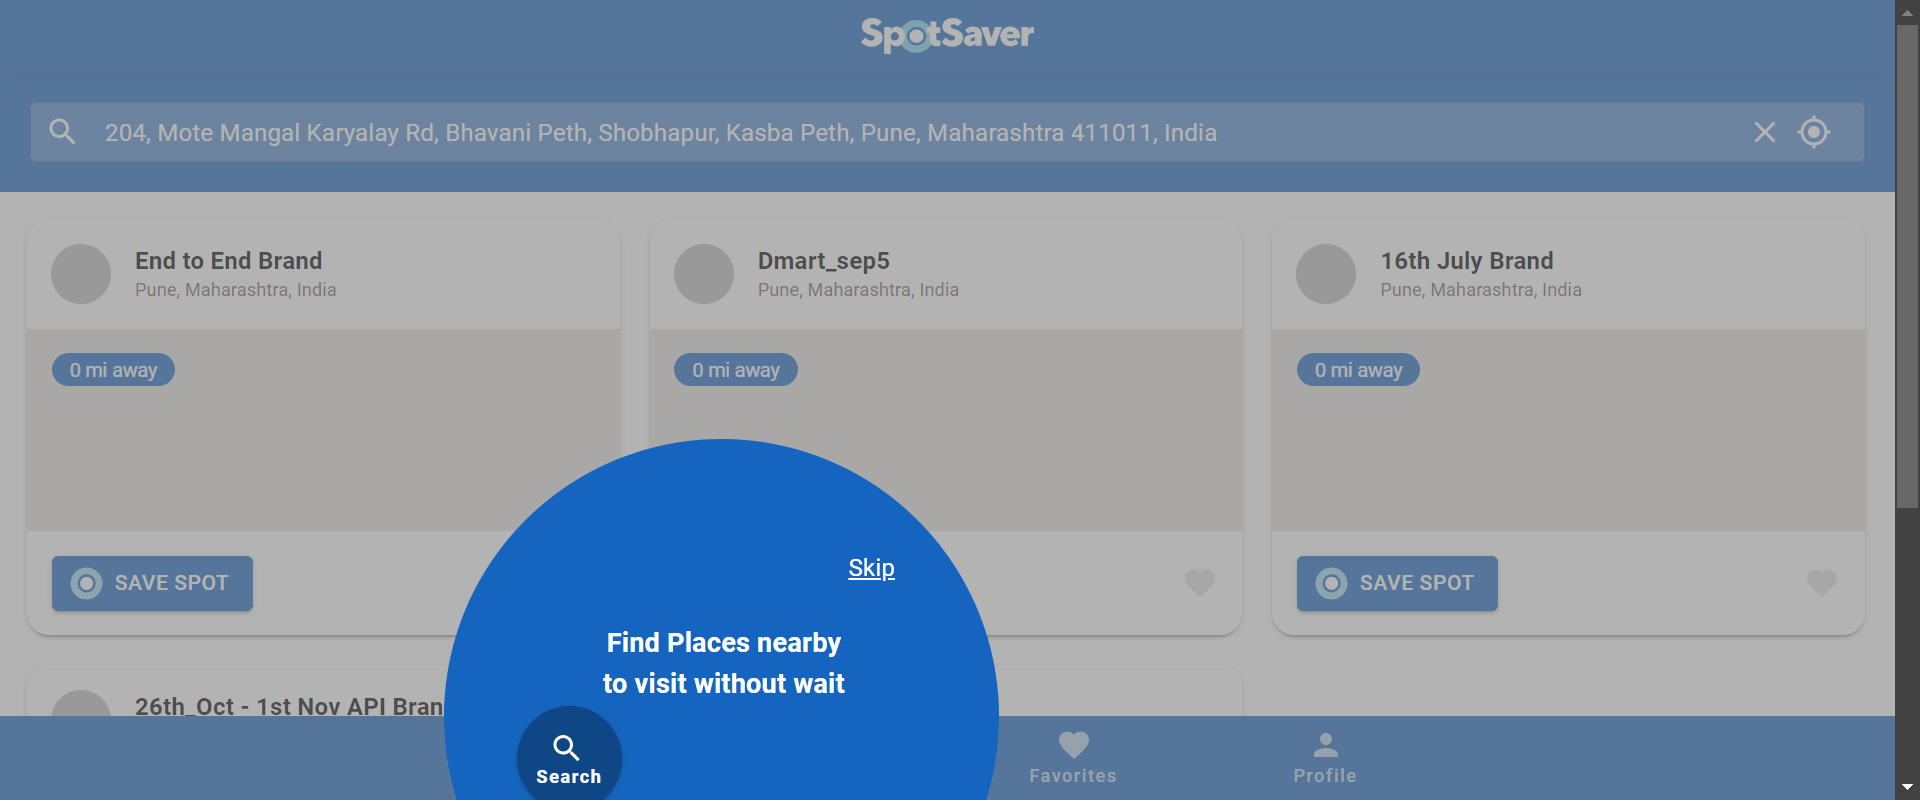 SpotSaver
204, Mote Mangal Karyalay Rd, Bhavani Peth, Shobhapur, Kasba Peth, Pune, Maharashtra 411011, India
End to End Brand
Pune, Maharashtra, India
0 mi away
SAVE SPOT
Dmart_sep5
Pune, Maharashtra, India
0 mi away
16th July Brand
Pune, Maharashtra, India
0 mi away
SAVE SPOT
Skip
Find Places nearby
to visit without wait
26th_Oct - 1st Nov API Bran
Search
Favorites
Profile